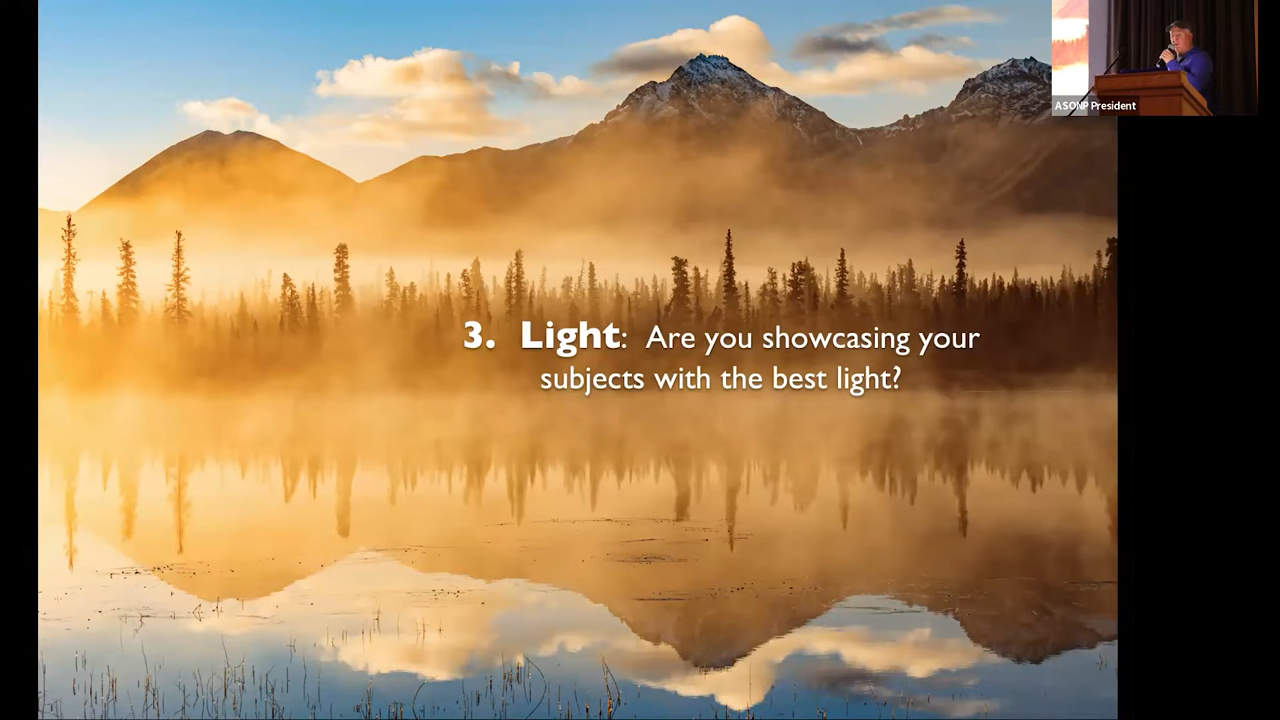 ASONP President
3. Light: Are you showcasing your
subjects with the best light?